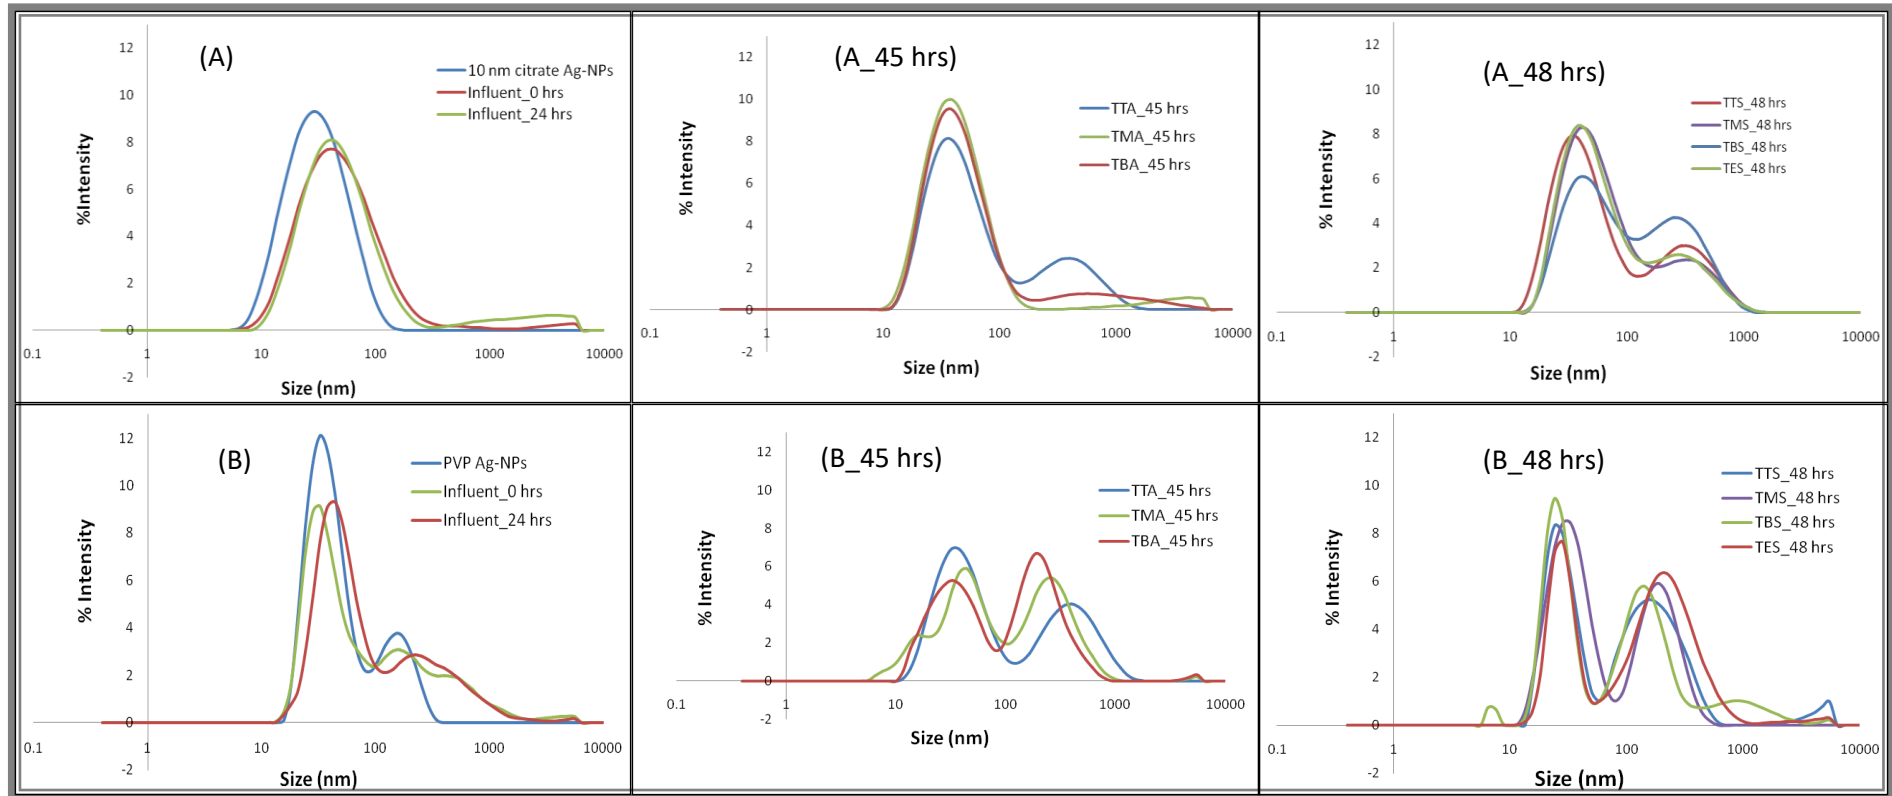 (A)
12
10
8
6
4
2
0
-2
0.1 1 10 100 1000 10000
%Intensity
Size (nm)
10 nm citrate Ag-NPs
Influent_0 hrs
Influent_24 hrs
(A_45 hrs)
12
10
8
6
4
2
0
-2
0.1 1 10 100 1000 10000
% Intensity
Size (nm)
TTA_45 hrs
TMA_45 hrs
TBA_45 hrs
(A_48 hrs)
12
10
8
6
4
2
0
-2
0.1 1 10 100 1000 10000
% Intensity
Size (nm)
TTS_48 hrs
TMS_48 hrs
TBS_48 hrs
TES_48 hrs
(B)
12
10
8
6
4
2
0
-2
0.1 1 10 100 1000 10000
% Intensity
Size (nm)
PVP Ag-NPs
Influent_0 hrs
Influent_24 hrs
(B_45 hrs)
12
10
8
6
4
2
0
-2
0.1 1 10 100 1000 10000
% Intensity
Size (nm)
TTA_45 hrs
TMA_45 hrs
TBA_45 hrs
(B_48 hrs)
12
10
8
6
4
2
0
-2
0.1 1 10 100 1000 10000
% Intensity
Size (nm)
TTS_48 hrs
TMS_48 hrs
TBS_48 hrs
TES_48 hrs